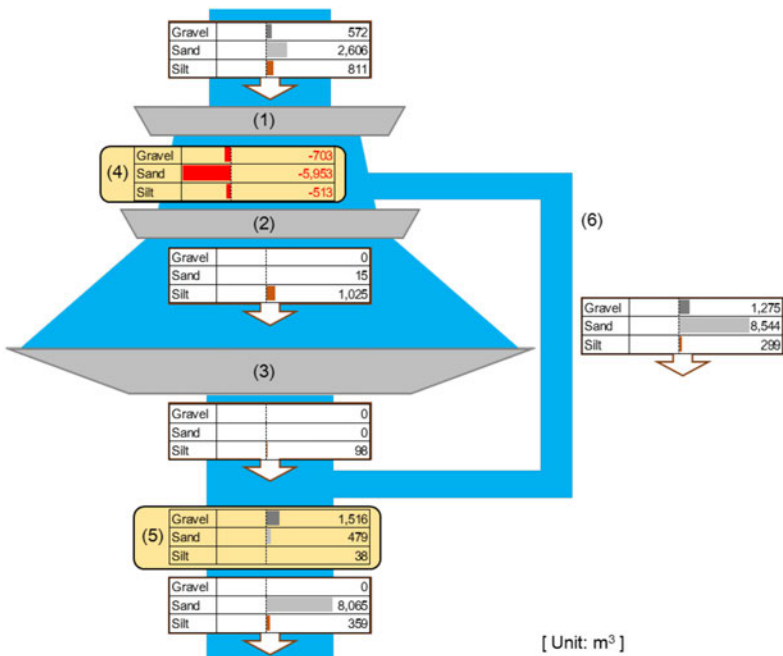 Gravel 572
Sand 2,606
Silt 811
(1)
(4)
Gravel -703
Sand -5,953
Silt -513
(2)
(6)
Gravel 0
Sand 15
Silt 1,025
Gravel 1,275
Sand 8,544
Silt 299
(3)
Gravel 0
Sand 0
Silt 98
(5)
Gravel 1,516
Sand 479
Silt 38
Gravel 0
Sand 8,065
Silt 359
[ Unit: m³ ]